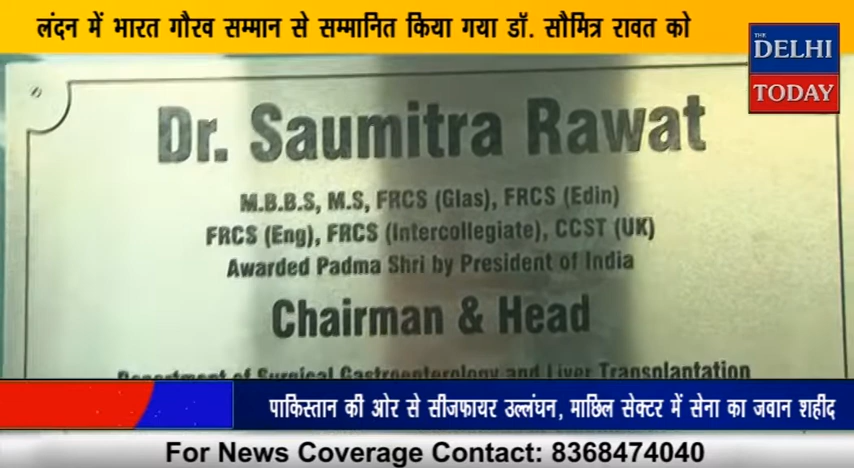 लंदन में भारत गौरव सम्मान से सम्मानित किया गया डॉ. सौमित्र रावत को
THE
DELHI
TODAY
Dr. Saumitra Rawat
M.B.B.S, M.S, FRCS (Glas), FRCS (Edin)
FRCS (Eng), FRCS (Intercollegiate), CCST (UK)
Awarded Padma Shri by President of India
Chairman & Head
Department of Surgical Gastroenterology and Liver Transplantation
पाकिस्तान की ओर से सीजफायर उल्लंघन, माछिल सेक्टर में सेना का जवान शहीद
For News Coverage Contact: 8368474040